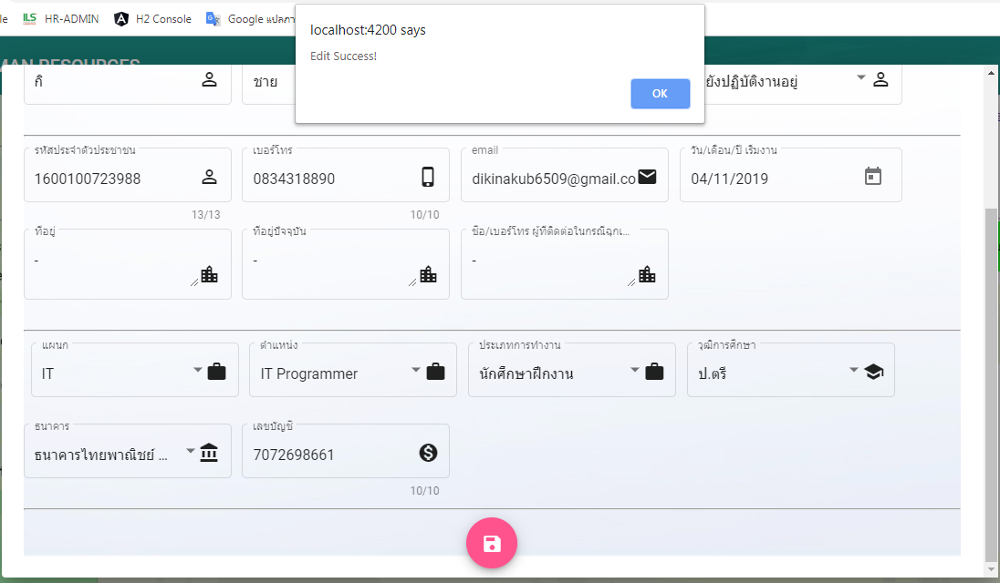 le HR-ADMIN H2 Console Google แปลภา
localhost:4200 says
Edit Success!
OK
MAN RESOURCES
กิ ชาย ยังปฏิบัติงานอยู่
รหัสประจำตัวประชาชน เบอร์โทร email วัน/เดือน/ปี เริ่มงาน
1600100723988 0834318890 dikinakub6509@gmail.co 04/11/2019
13/13 10/10
ที่อยู่ ที่อยู่ปัจจุบัน ชื่อ/เบอร์โทร ผู้ที่ติดต่อในกรณีฉุกเ...
- - -
แผนก ตำแหน่ง ประเภทการทำงาน วุฒิการศึกษา
IT IT Programmer นักศึกษาฝึกงาน ป.ตรี
ธนาคาร เลขบัญชี
ธนาคารไทยพาณิชย์ ... 7072698661
10/10